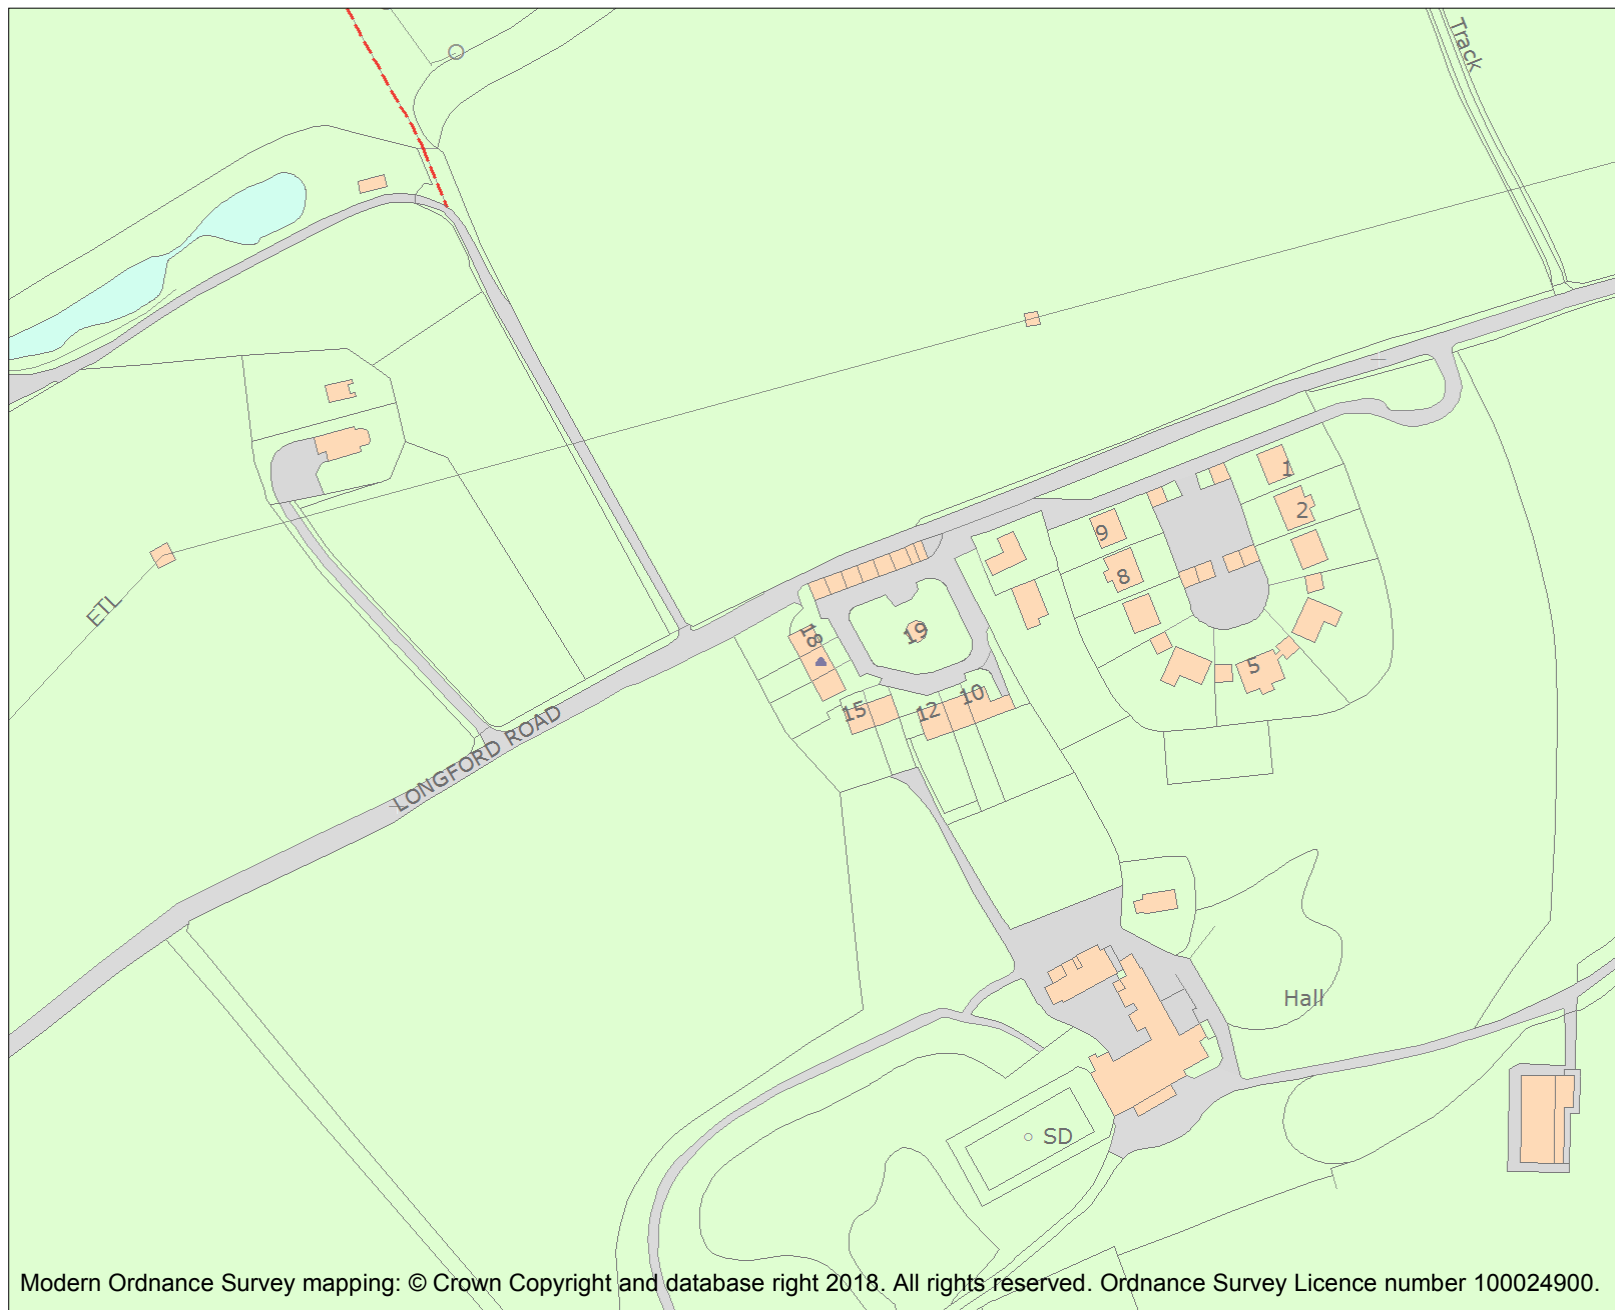 Track
ETL
LONGFORD ROAD
1
2
9
8
5
18
19
15
12
10
Hall
SD
Modern Ordnance Survey mapping: © Crown Copyright and database right 2018. All rights reserved. Ordnance Survey Licence number 100024900.